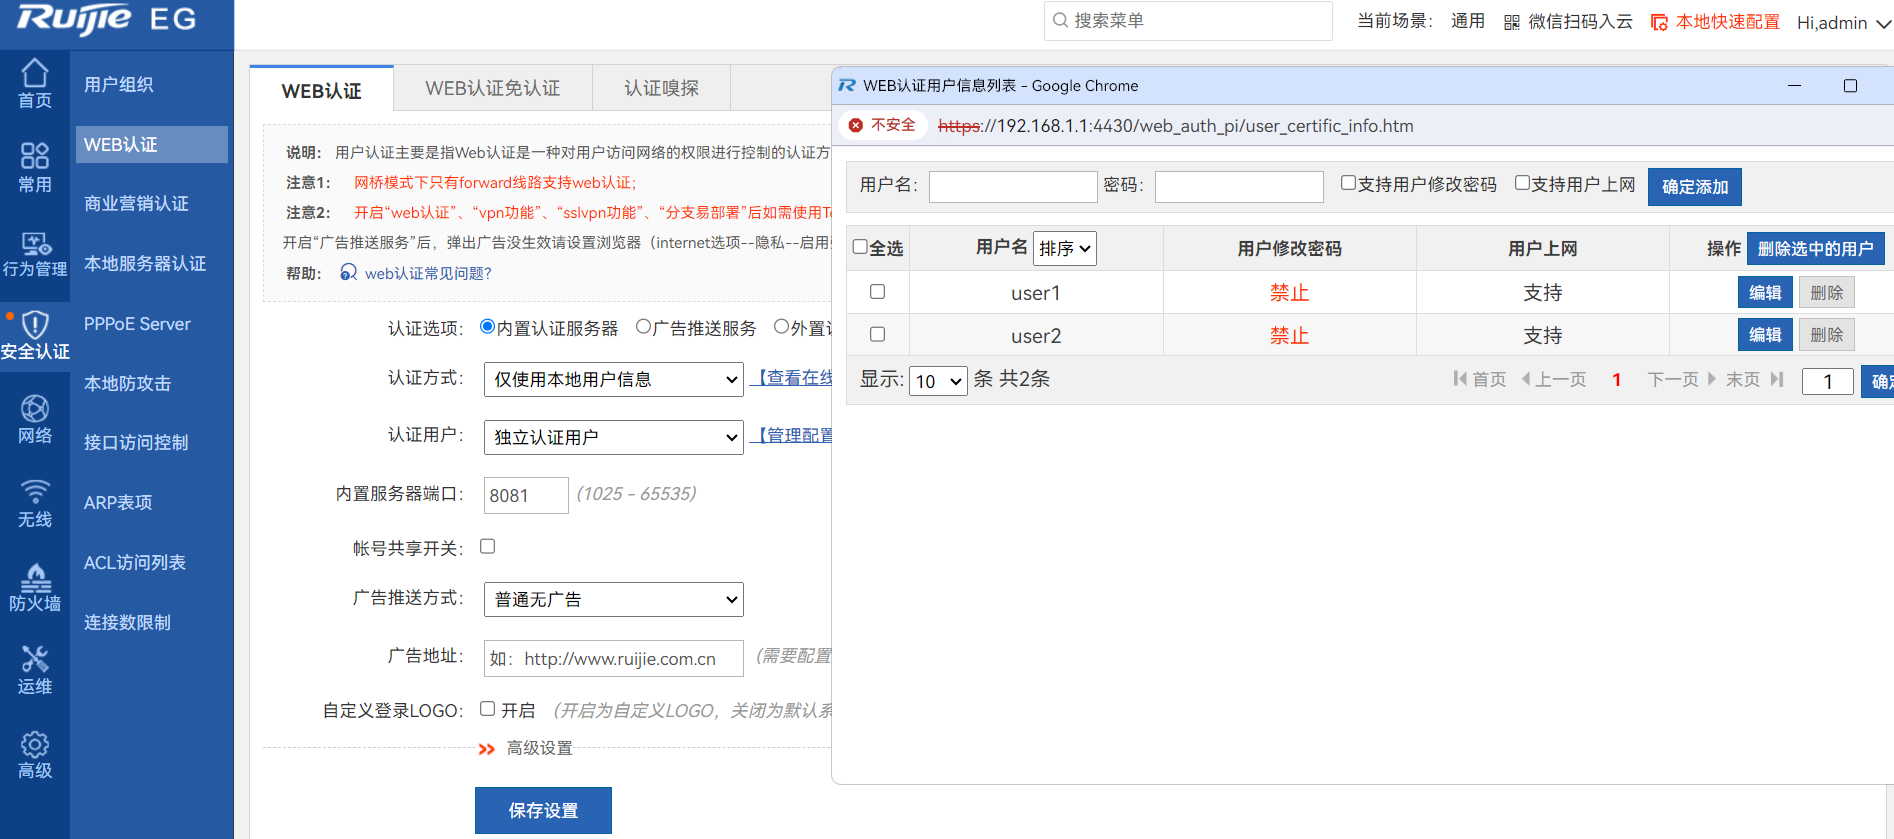 Ruijie EG
搜索菜单
当前场景： 通用 微信扫码入云 本地快速配置 Hi,admin
首页
常用
行为管理
安全认证
网络
无线
防火墙
运维
高级
用户组织
WEB认证
商业营销认证
本地服务器认证
PPPoE Server
本地防攻击
接口访问控制
ARP表项
ACL访问列表
连接数限制
WEB认证 WEB认证免认证 认证嗅探
说明： 用户认证主要是指Web认证是一种对用户访问网络的权限进行控制的认证方
注意1： 网桥模式下只有forward线路支持web认证；
注意2： 开启“web认证”、“vpn功能”、“sslvpn功能”、“分支易部署”后如需使用T
开启“广告推送服务”后，弹出广告没生效请设置浏览器（internet选项--隐私--启用
帮助： web认证常见问题？
认证选项： 内置认证服务器 广告推送服务 外置
认证方式： 仅使用本地用户信息 【查看在线
认证用户： 独立认证用户 【管理配置
内置服务器端口： 8081 (1025 - 65535)
帐号共享开关：
广告推送方式： 普通无广告
广告地址： 如：http://www.ruijie.com.cn (需要配置
自定义登录LOGO： 开启 （开启为自定义LOGO，关闭为默认系
高级设置
保存设置
WEB认证用户信息列表 - Google Chrome
不安全 https://192.168.1.1:4430/web_auth_pi/user_certific_info.htm
用户名： 密码： 支持用户修改密码 支持用户上网 确定添加
全选 用户名 排序 用户修改密码 用户上网 操作 删除选中的用户
user1 禁止 支持 编辑 删除
user2 禁止 支持 编辑 删除
显示: 10 条 共2条 首页 上一页 1 下一页 末页 1 确